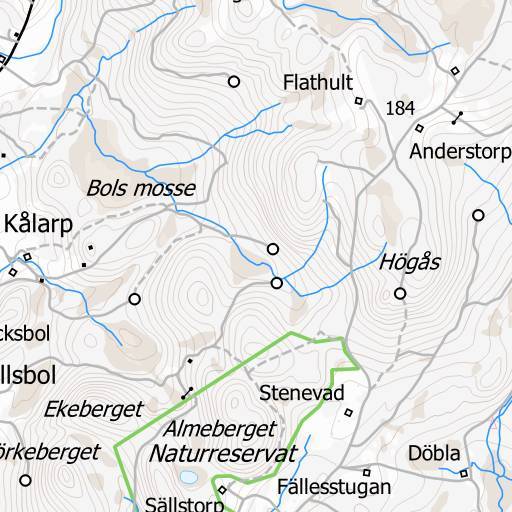 Flathult
184
Anderstorp
Bols mosse
Kålarp
Högås
cksbol
llsbol
Stenevad
Ekeberget
Almeberget
Naturreservat
örkeberget
Döbla
Fällesstugan
Sällstorp